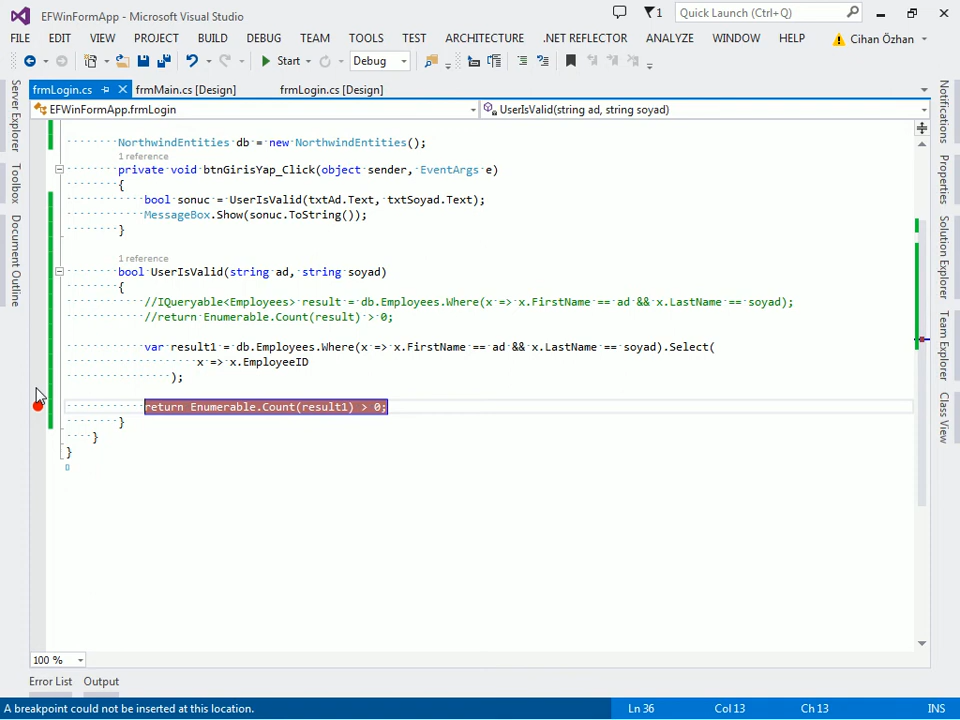 EFWinFormApp - Microsoft Visual Studio
1
Quick Launch (Ctrl+Q)
FILE EDIT VIEW PROJECT BUILD DEBUG TEAM TOOLS TEST ARCHITECTURE .NET REFLECTOR ANALYZE WINDOW HELP Cihan Özhan
Start Debug
frmLogin.cs frmMain.cs [Design] frmLogin.cs [Design]
EFWinFormApp.frmLogin UserIsValid(string ad, string soyad)
NorthwindEntities db = new NorthwindEntities();
1 reference
private void btnGirisYap_Click(object sender, EventArgs e)
{
bool sonuc = UserIsValid(txtAd.Text, txtSoyad.Text);
MessageBox.Show(sonuc.ToString());
}
1 reference
bool UserIsValid(string ad, string soyad)
{
//IQueryable<Employees> result = db.Employees.Where(x => x.FirstName == ad && x.LastName == soyad);
//return Enumerable.Count(result) > 0;
var result1 = db.Employees.Where(x => x.FirstName == ad && x.LastName == soyad).Select(
x => x.EmployeeID
);
return Enumerable.Count(result1) > 0;
}
}
}
Server Explorer
Toolbox
Document Outline
Notifications
Properties
Solution Explorer
Team Explorer
Class View
100 %
Error List Output
A breakpoint could not be inserted at this location. Ln 36 Col 13 Ch 13 INS